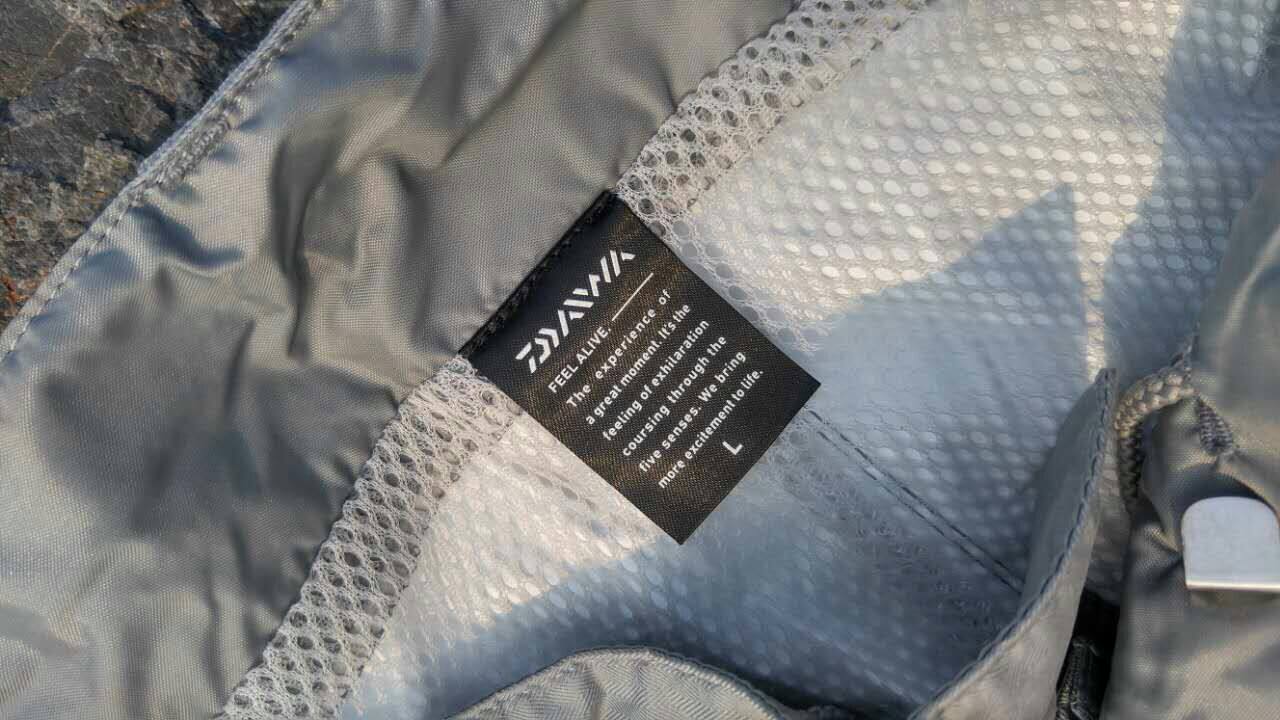 DAIWA
FEEL ALIVE.
The experience of
a great moment.It's the
feeling of exhilaration
coursing through the
five senses. We bring
more excitement to life.
L